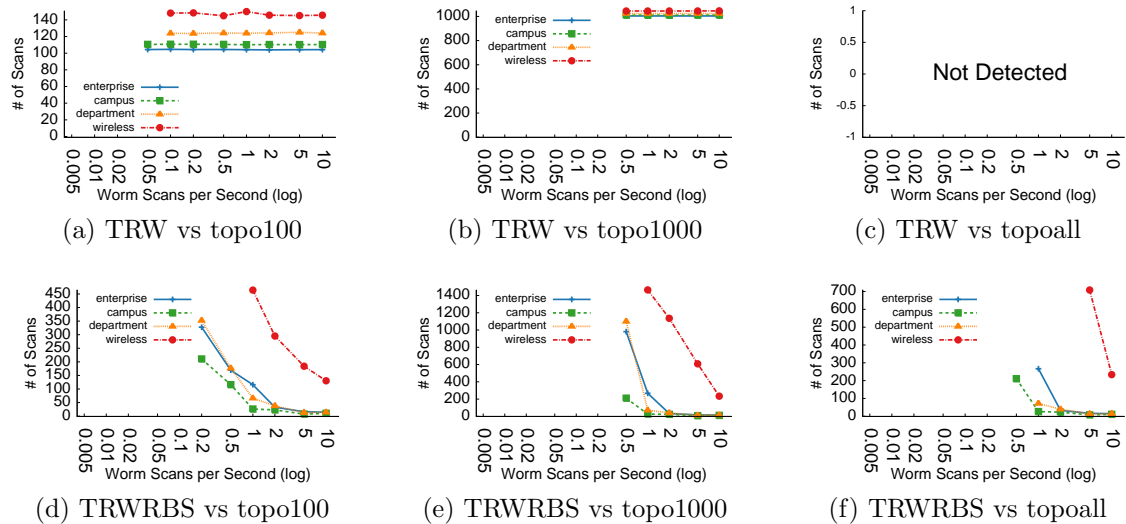 # of Scans
140
120
100
80
60
40
20
0
enterprise
campus
department
wireless
0.005
0.01
0.02
0.05
0.1
0.2
0.5
1
2
5
10
Worm Scans per Second (log)
(a) TRW vs topo100
# of Scans
1000
800
600
400
200
0
enterprise
campus
department
wireless
0.005
0.01
0.02
0.05
0.1
0.2
0.5
1
2
5
10
Worm Scans per Second (log)
(b) TRW vs topo1000
# of Scans
1
0.5
0
-0.5
-1
Not Detected
0.005
0.01
0.02
0.05
0.1
0.2
0.5
1
2
5
10
Worm Scans per Second (log)
(c) TRW vs topoall
# of Scans
450
400
350
300
250
200
150
100
50
0
enterprise
campus
department
wireless
0.005
0.01
0.02
0.05
0.1
0.2
0.5
1
2
5
10
Worm Scans per Second (log)
(d) TRWRBS vs topo100
# of Scans
1400
1200
1000
800
600
400
200
0
enterprise
campus
department
wireless
0.005
0.01
0.02
0.05
0.1
0.2
0.5
1
2
5
10
Worm Scans per Second (log)
(e) TRWRBS vs topo1000
# of Scans
700
600
500
400
300
200
100
0
enterprise
campus
department
wireless
0.005
0.01
0.02
0.05
0.1
0.2
0.5
1
2
5
10
Worm Scans per Second (log)
(f) TRWRBS vs topoall